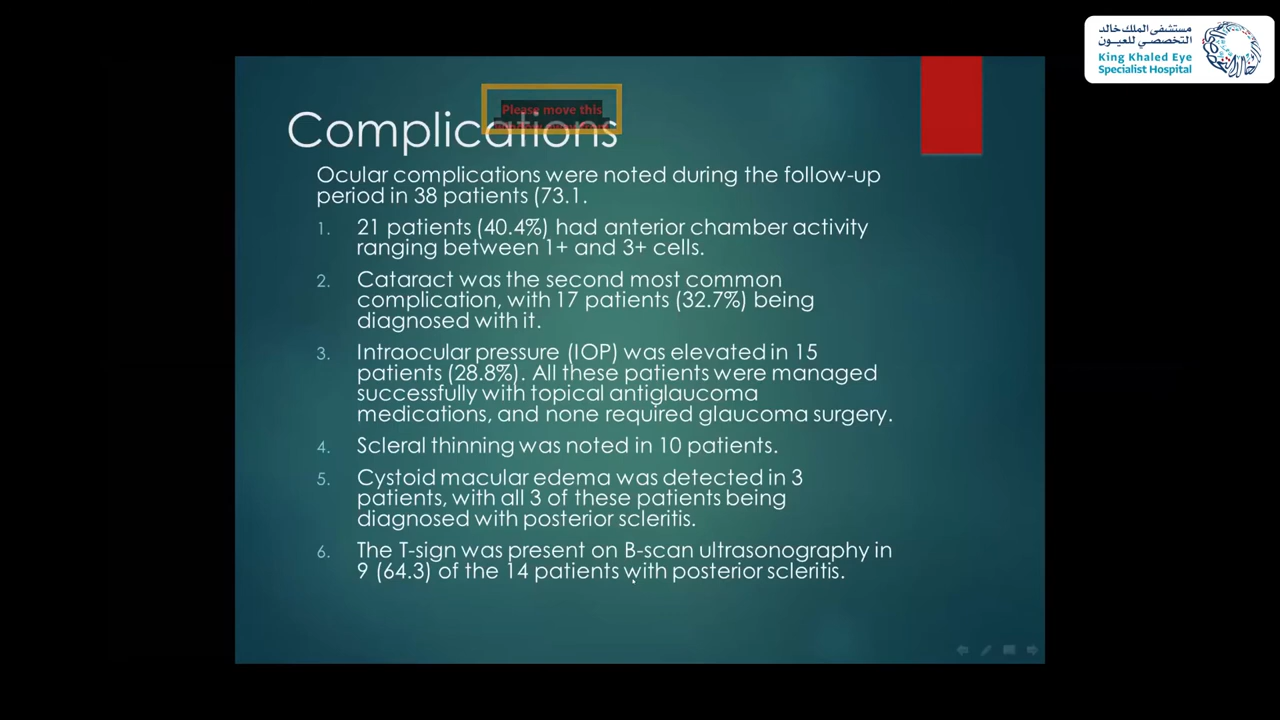 مستشفى الملك خالد
التخصصي للعيون
King Khaled Eye
Specialist Hospital
Please move this
Complications
Ocular complications were noted during the follow-up
period in 38 patients (73.1.
1. 21 patients (40.4%) had anterior chamber activity
ranging between 1+ and 3+ cells.
2. Cataract was the second most common
complication, with 17 patients (32.7%) being
diagnosed with it.
3. Intraocular pressure (IOP) was elevated in 15
patients (28.8%). All these patients were managed
successfully with topical antiglaucoma
medications, and none required glaucoma surgery.
4. Scleral thinning was noted in 10 patients.
5. Cystoid macular edema was detected in 3
patients, with all 3 of these patients being
diagnosed with posterior scleritis.
6. The T-sign was present on B-scan ultrasonography in
9 (64.3) of the 14 patients with posterior scleritis.